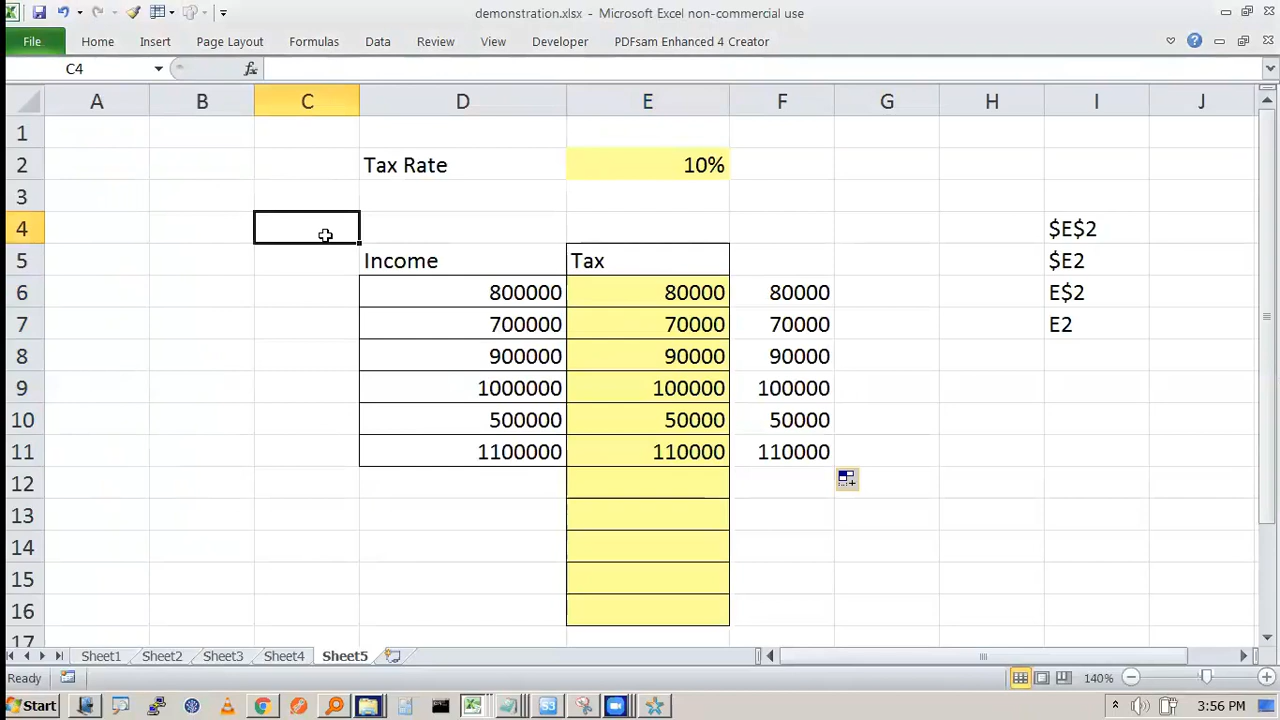 demonstration.xlsx - Microsoft Excel non-commercial use
File Home Insert Page Layout Formulas Data Review View Developer PDFsam Enhanced 4 Creator
C4 fx
A B C D E F G H I J
1
2 Tax Rate 10%
3
4 $E$2
5 Income Tax $E2
6 800000 80000 80000 E$2
7 700000 70000 70000 E2
8 900000 90000 90000
9 1000000 100000 100000
10 500000 50000 50000
11 1100000 110000 110000
12
13
14
15
16
17
Sheet1 Sheet2 Sheet3 Sheet4 Sheet5
Ready 140%
Start 3:56 PM